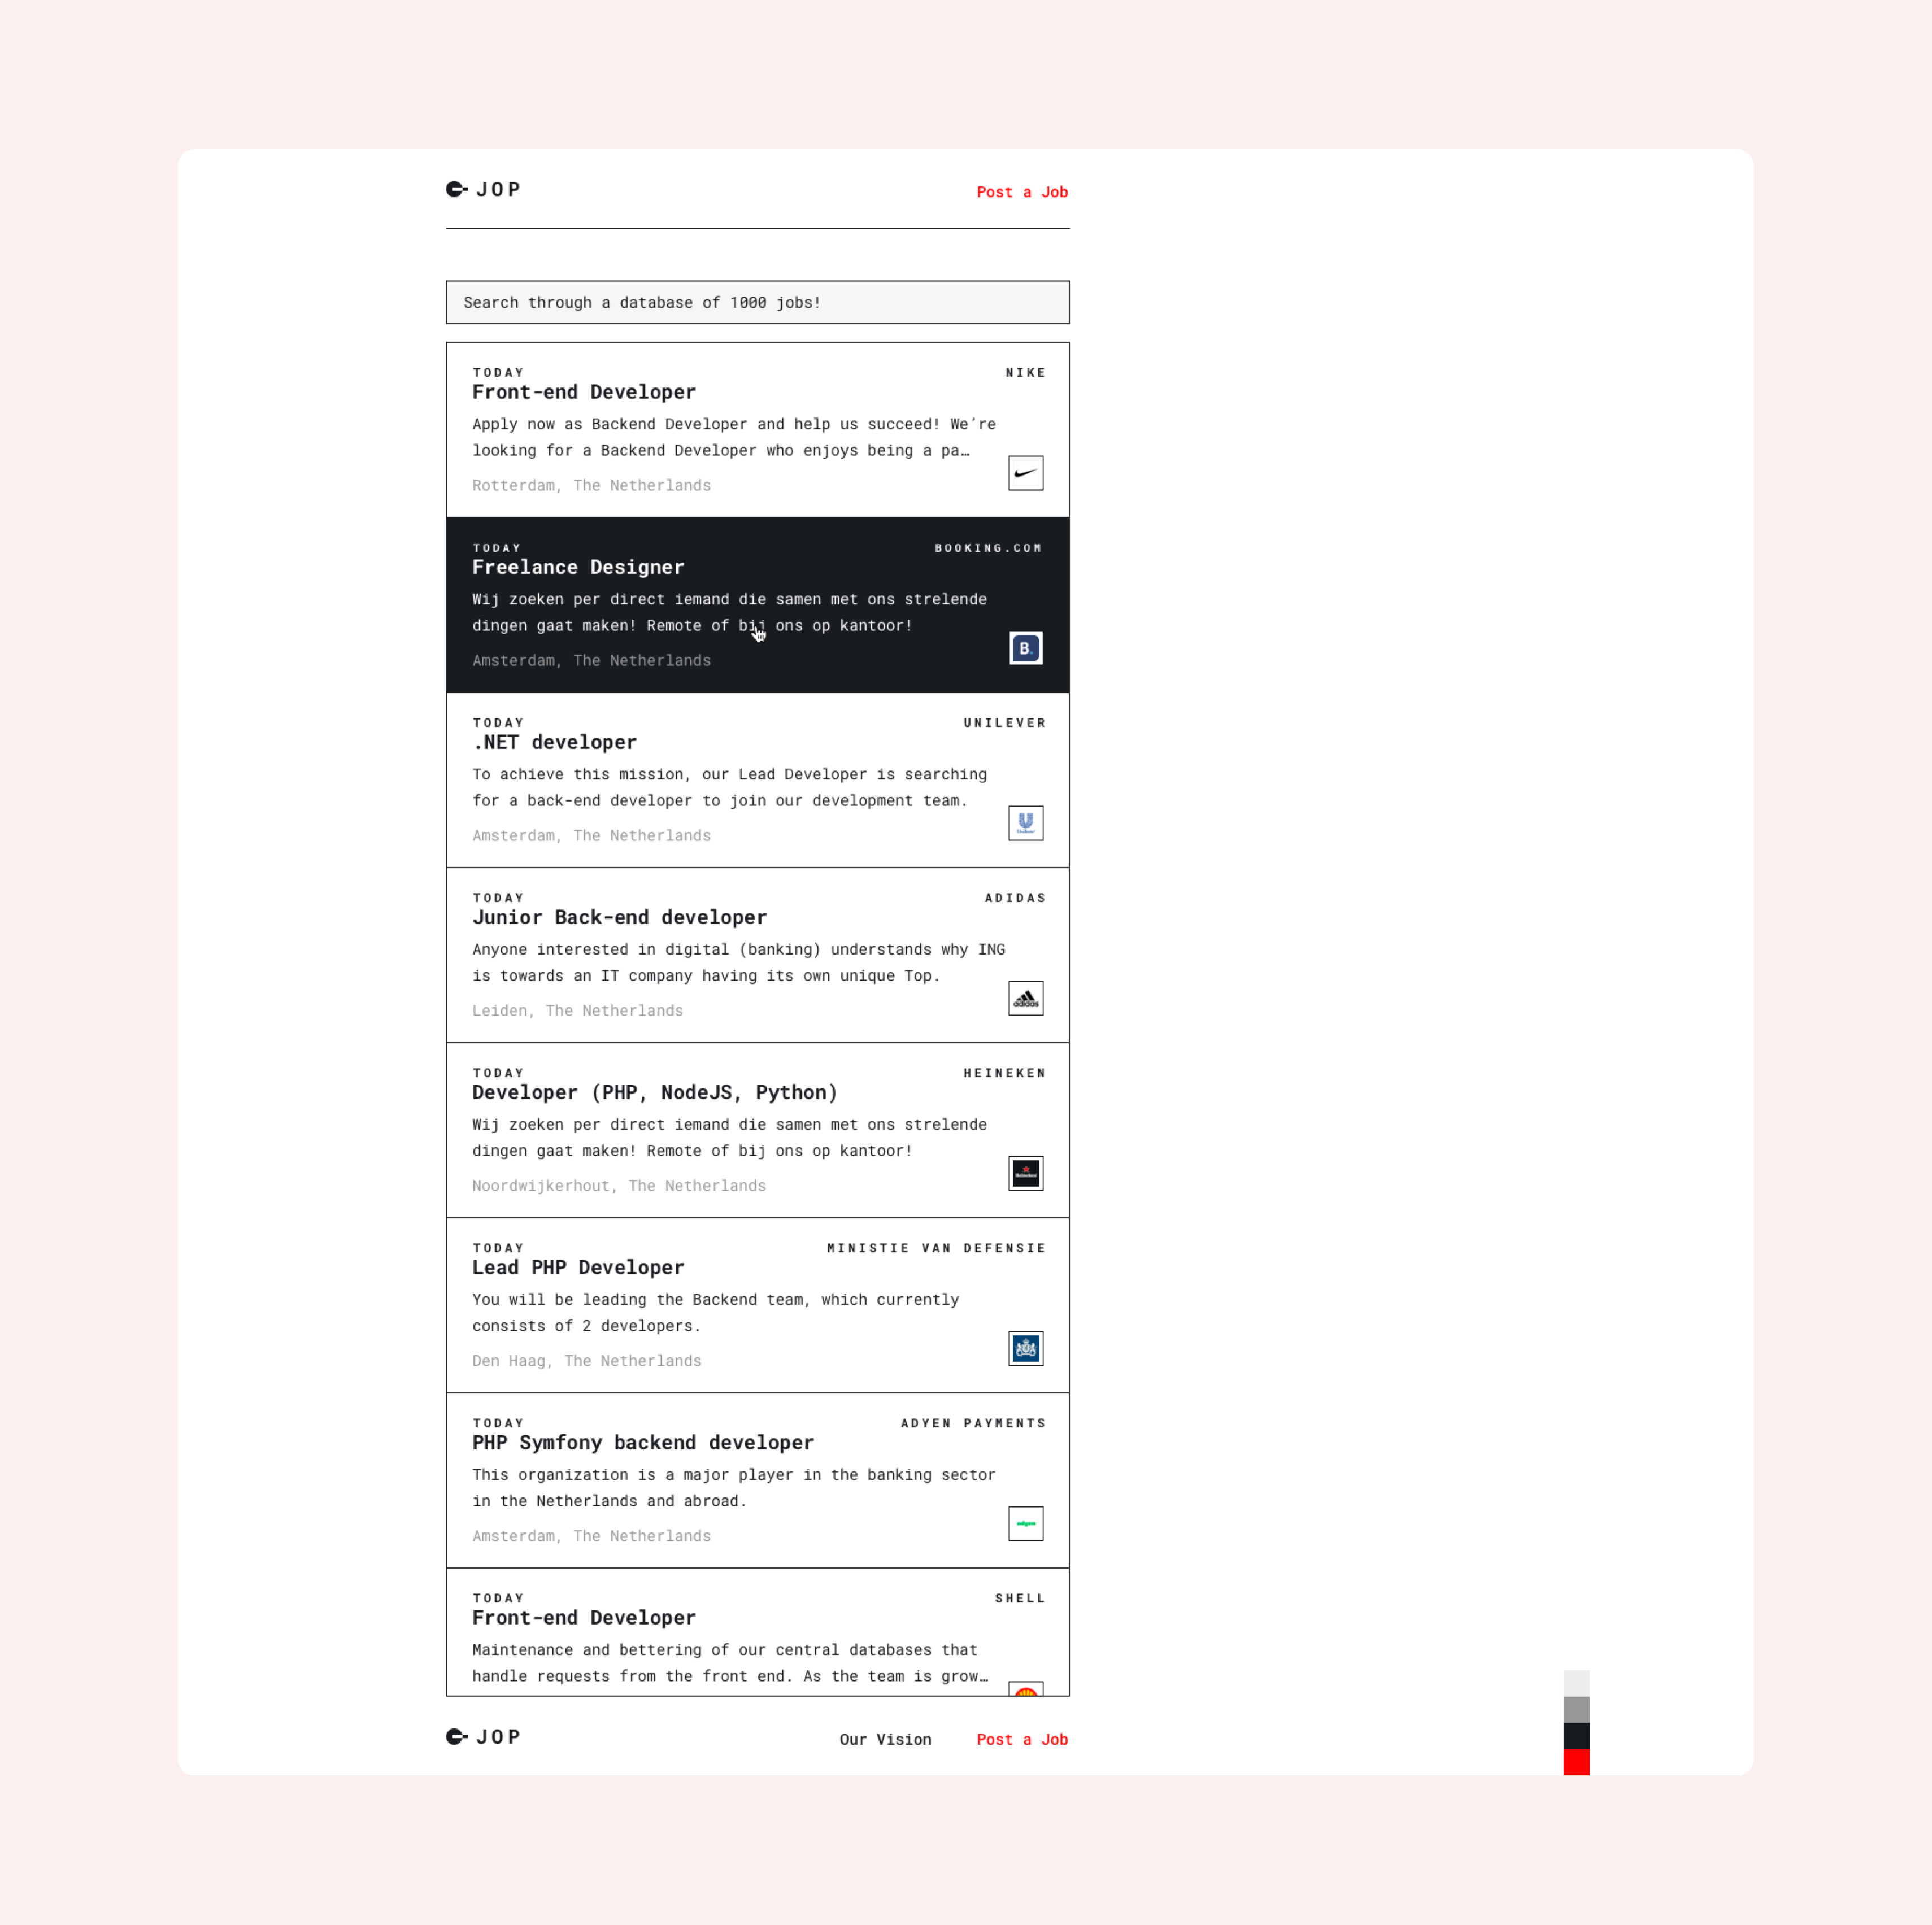 JOP
Post a Job
Search through a database of 1000 jobs!
TODAY
NIKE
Front-end Developer
Apply now as Backend Developer and help us succeed! We're
looking for a Backend Developer who enjoys being a pa…
Rotterdam, The Netherlands
TODAY
BOOKING.COM
Freelance Designer
Wij zoeken per direct iemand die samen met ons strelende
dingen gaat maken! Remote of bij ons op kantoor!
B.
Amsterdam, The Netherlands
TODAY
UNILEVER
.NET developer
To achieve this mission, our Lead Developer is searching
for a back-end developer to join our development team.
Unilever
Amsterdam, The Netherlands
TODAY
ADIDAS
Junior Back-end developer
Anyone interested in digital (banking) understands why ING
is towards an IT company having its own unique Top.
adidas
Leiden, The Netherlands
TODAY
HEINEKEN
Developer (PHP, NodeJS, Python)
Wij zoeken per direct iemand die samen met ons strelende
dingen gaat maken! Remote of bij ons op kantoor!
Heineken
Noordwijkerhout, The Netherlands
TODAY
MINISTIE VAN DEFENSIE
Lead PHP Developer
You will be leading the Backend team, which currently
consists of 2 developers.
Den Haag, The Netherlands
TODAY
ADYEN PAYMENTS
PHP Symfony backend developer
This organization is a major player in the banking sector
in the Netherlands and abroad.
adyen
Amsterdam, The Netherlands
TODAY
SHELL
Front-end Developer
Maintenance and bettering of our central databases that
handle requests from the front end. As the team is grow…
JOP
Our Vision
Post a Job